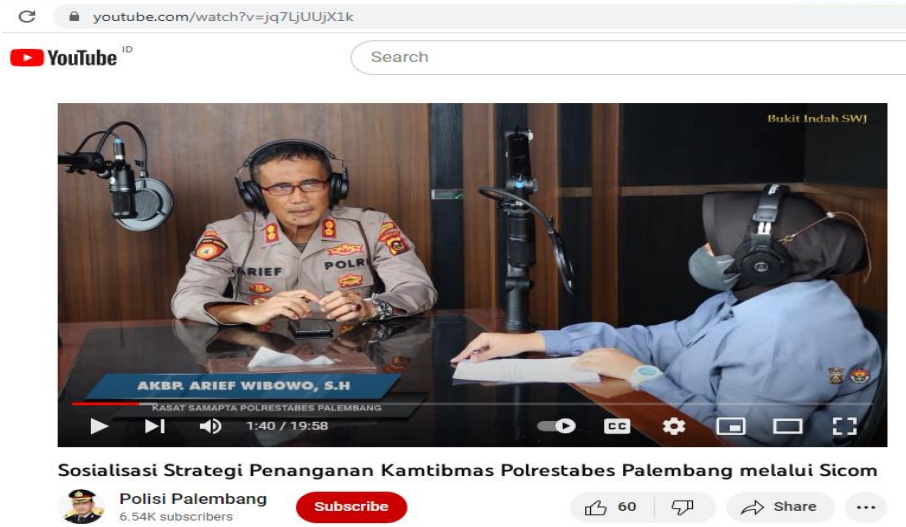 youtube.com/watch?v=jq7LjUUjX1k
YouTube ID
Search
Bukit Indah SWJ
ARIEF
POLRI
AKBP. ARIEF WIBOWO, S.H
KASAT SAMAPTA POLRESTABES PALEMBANG
1:40 / 19:58
CC
Sosialisasi Strategi Penanganan Kamtibmas Polrestabes Palembang melalui Sicom
Polisi Palembang
6.54K subscribers
Subscribe
60
Share